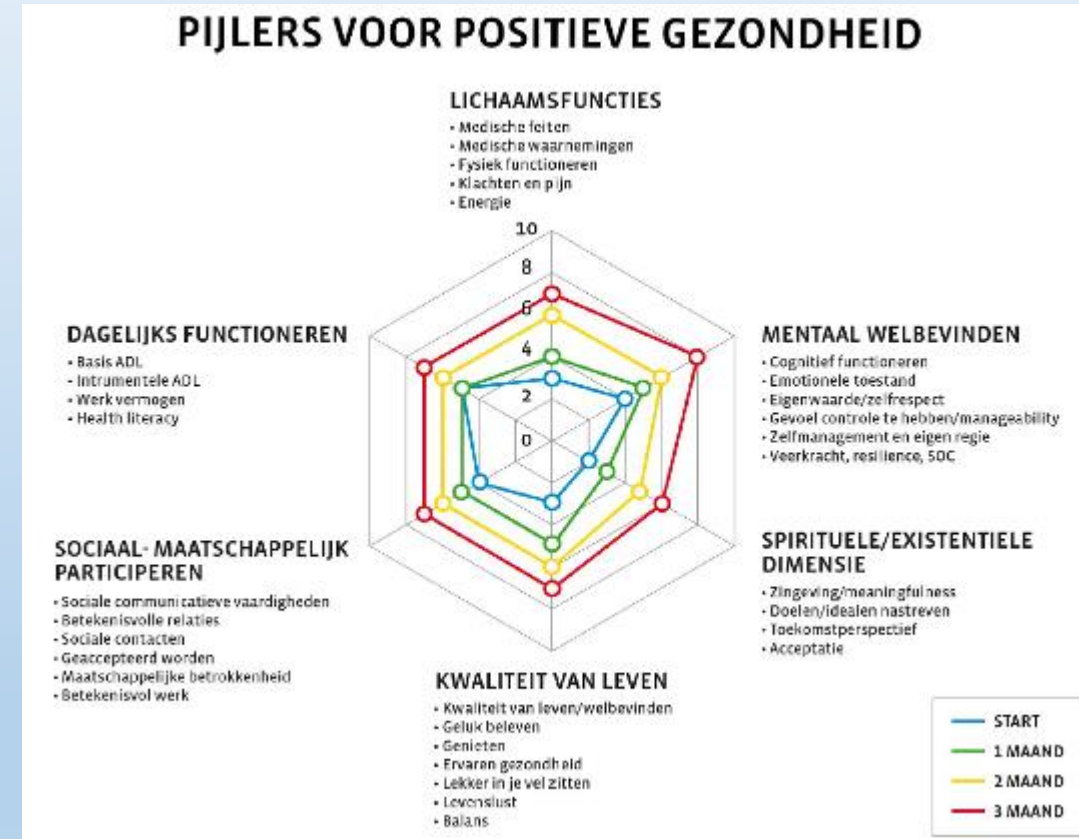 PIJLERS VOOR POSITIEVE GEZONDHEID
LICHAAMSFUNCTIES
- Medische feiten
- Medische waarnemingen
- Fysiek functioneren
- Klachten en pijn
- Energie
10
8
6
4
2
0
DAGELIJKS FUNCTIONEREN
- Basis ADL
- Intrumentele ADL
- Werk vermogen
- Health literacy
MENTAAL WELBEVINDEN
- Cognitief functioneren
- Emotionele toestand
- Eigenwaarde/zelfrespect
- Gevoel controle te hebben/manageability
- Zelfmanagement en eigen regie
- Veerkracht, resilience, SOC
SOCIAAL- MAATSCHAPPELIJK
PARTICIPEREN
- Sociale communicatieve vaardigheden
- Betekenisvolle relaties
- Sociale contacten
- Geaccepteerd worden
- Maatschappelijke betrokkenheid
- Betekenisvol werk
SPIRITUELE/EXISTENTIELE
DIMENSIE
- Zingeving/meaningfulness
- Doelen/idealen nastreven
- Toekomstperspectief
- Acceptatie
KWALITEIT VAN LEVEN
- Kwaliteit van leven/welbevinden
- Geluk beleven
- Genieten
- Ervaren gezondheid
- Lekker in je vel zitten
- Levenslust
- Balans
START
1 MAAND
2 MAAND
3 MAAND